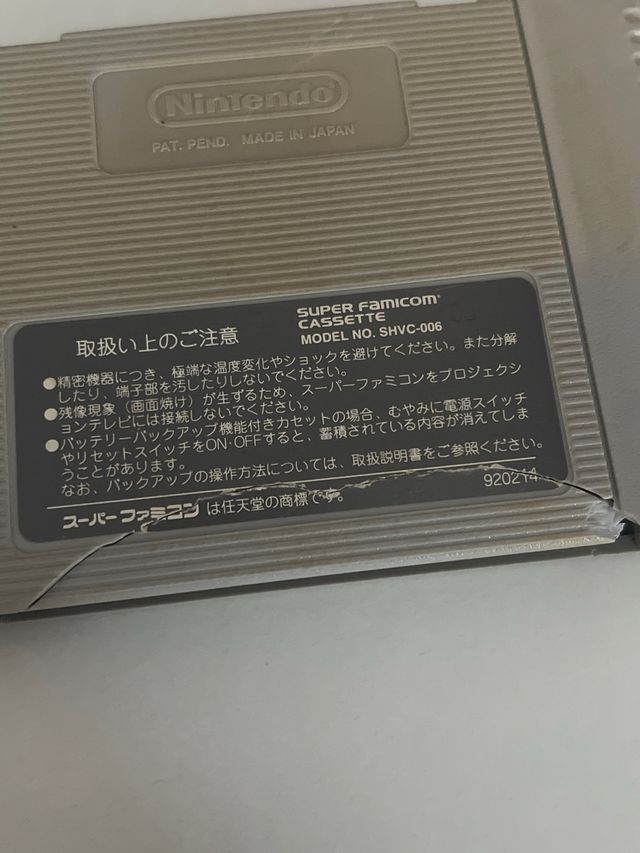 Nintendo®
PAT. PEND. MADE IN JAPAN
取扱い上のご注意
SUPER FAMICOM®
CASSETTE
MODEL NO. SHVC-006
●精密機器につき、極端な温度変化やショックを避けてください。また分解
したり、端子部を汚したりしないでください。
●残像現象（画面焼け）が生ずるため、スーパーファミコンをプロジェクシ
ョンテレビには接続しないでください。
●バッテリーバックアップ機能付きカセットの場合、むやみに電源スイッチ
やリセットスイッチをON·OFFすると、蓄積されている内容が消えてしま
うことがあります。
なお、バックアップの操作方法については、取扱説明書をご参照ください。
スーパーファミコン は任天堂の商標です。
920214